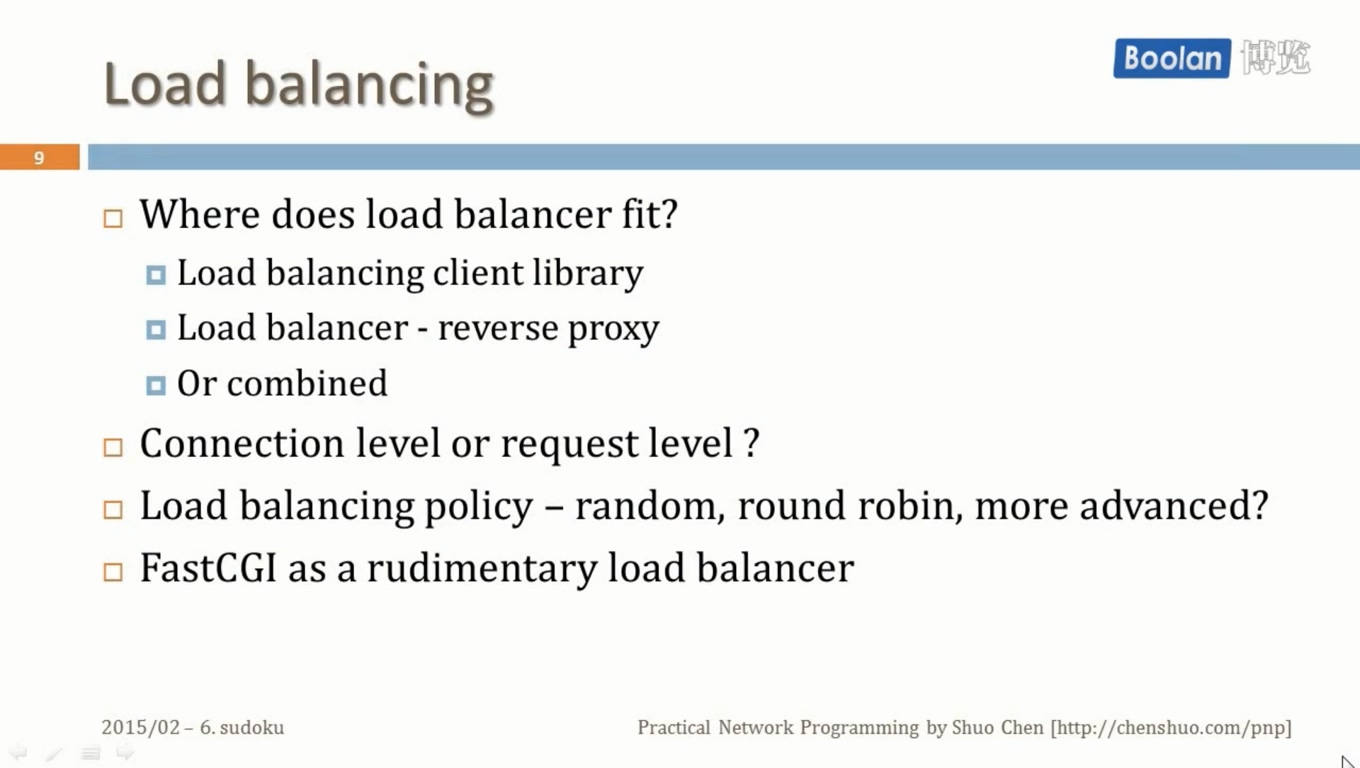 Load balancing
Boolan 博览
9
Where does load balancer fit?
Load balancing client library
Load balancer - reverse proxy
Or combined
Connection level or request level ?
Load balancing policy – random, round robin, more advanced?
FastCGI as a rudimentary load balancer
2015/02 – 6. sudoku
Practical Network Programming by Shuo Chen [http://chenshuo.com/pnp]